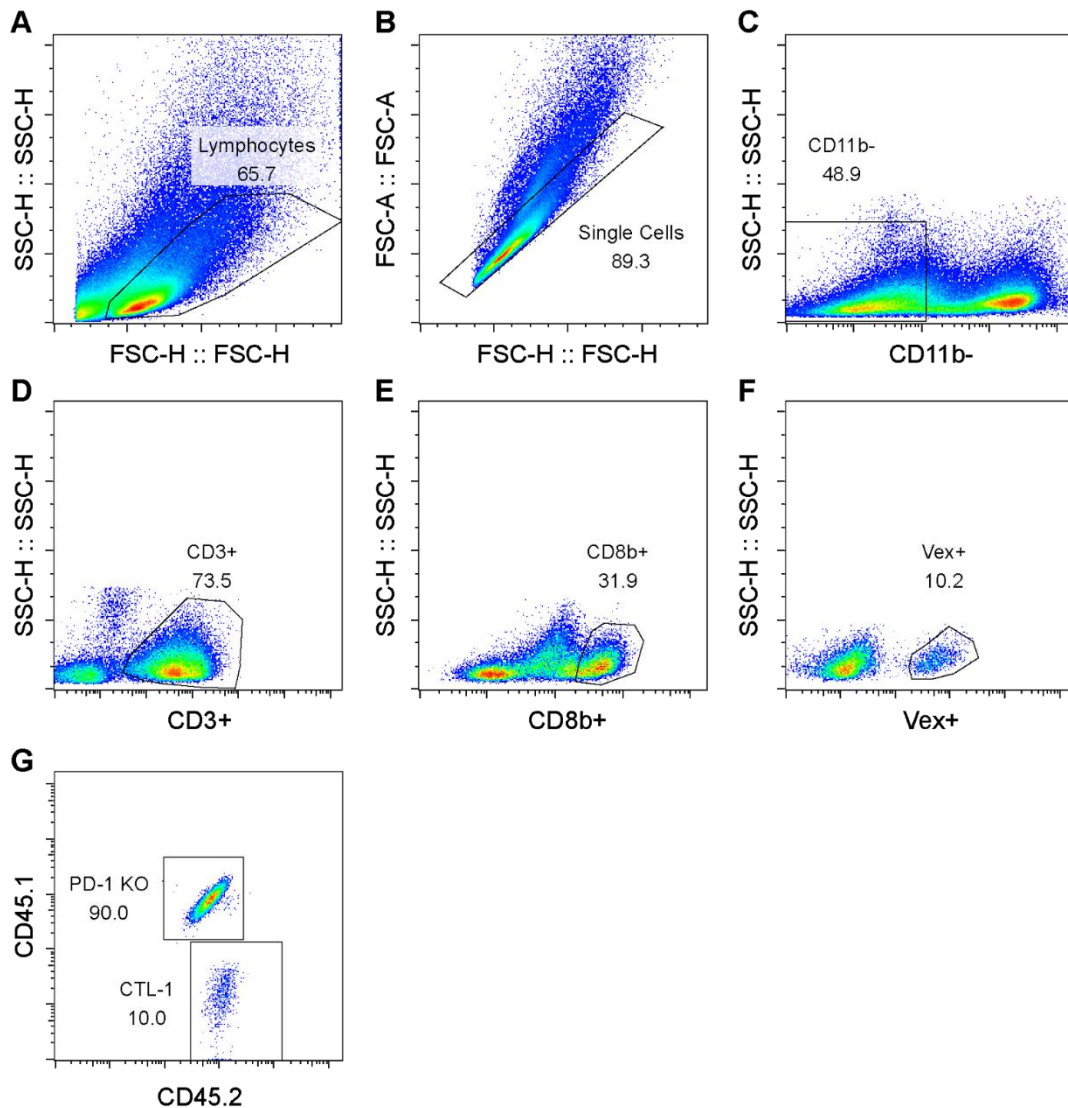 A
SSC-H :: SSC-H
Lymphocytes
65.7
FSC-H :: FSC-H
B
FSC-A :: FSC-A
Single Cells
89.3
FSC-H :: FSC-H
C
SSC-H :: SSC-H
CD11b-
48.9
CD11b-
D
SSC-H :: SSC-H
CD3+
73.5
CD3+
E
SSC-H :: SSC-H
CD8b+
31.9
CD8b+
F
SSC-H :: SSC-H
Vex+
10.2
Vex+
G
CD45.1
PD-1 KO
90.0
CTL-1
10.0
CD45.2